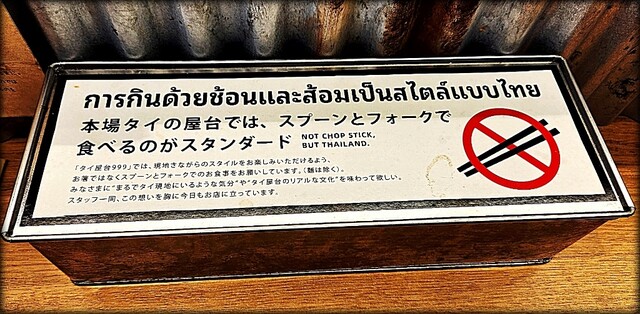 การกินด้วยช้อนและส้อมเป็นสไตล์แบบไทย
本場タイの屋台では、スプーンとフォークで
食べるのがスタンダード NOT CHOP STICK,
BUT THAILAND.
「タイ屋台999」では、現地さながらのスタイルをお楽しみいただけるよう、
お箸ではなくスプーンとフォークでのお食事をお願いしています。(麺は除く)。
みなさまに"まるでタイ現地にいるような気分"や"タイ屋台のリアルな文化"を味わって欲しい。
スタッフ一同、この想いを胸に今日もお店に立っています。